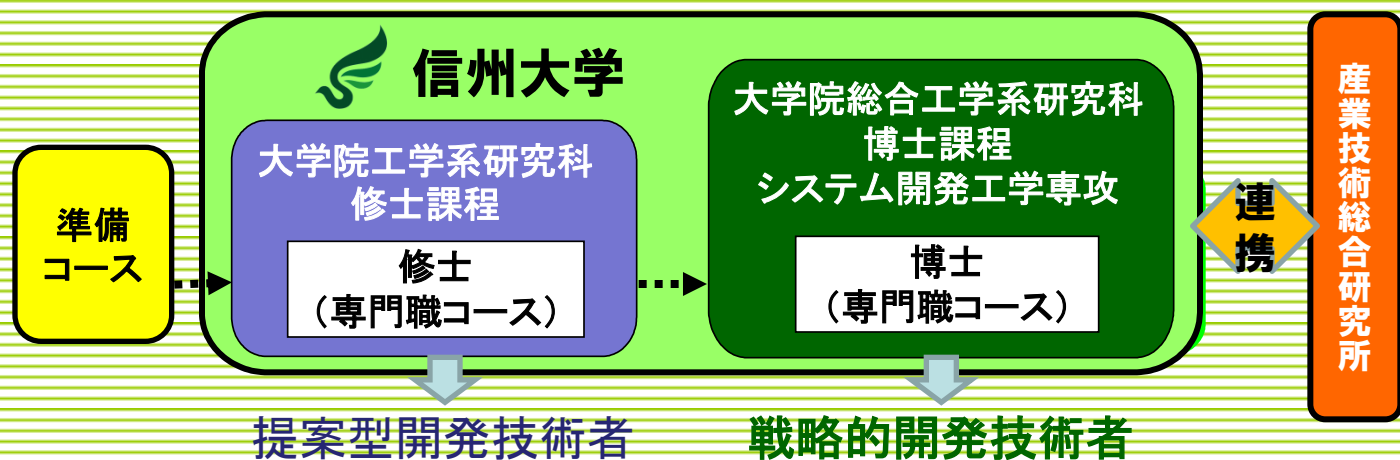 信州大学
準備
コース
大学院工学系研究科
修士課程
修士
（専門職コース）
大学院総合工学系研究科
博士課程
システム開発工学専攻
博士
（専門職コース）
連
携
産業技術総合研究所
提案型開発技術者
戦略的開発技術者